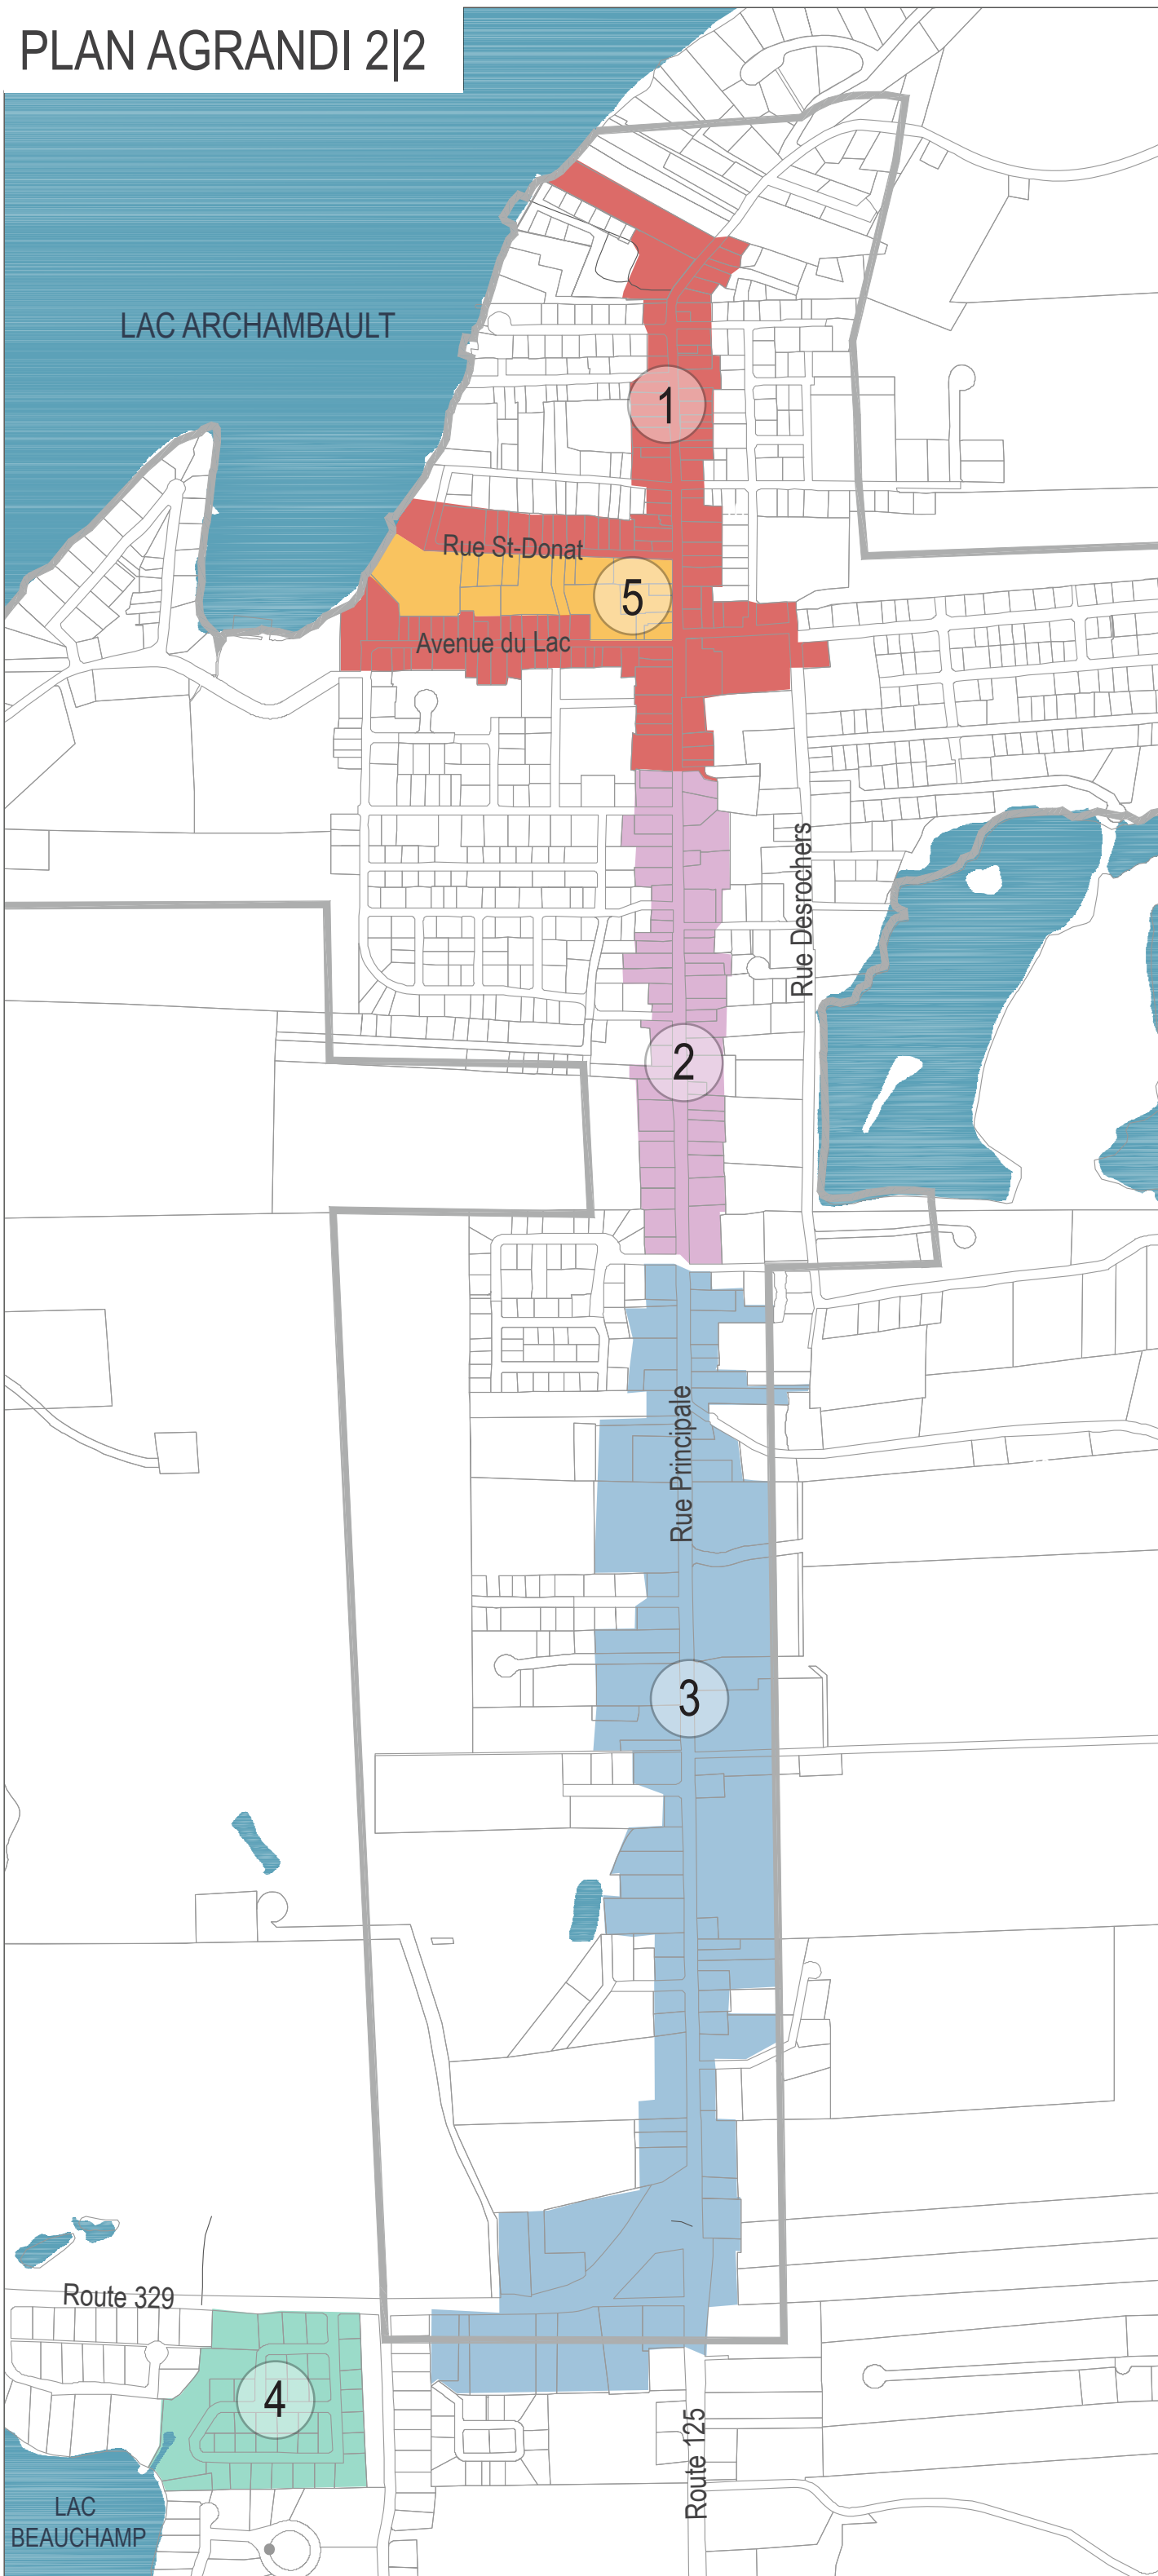 PLAN AGRANDI 2|2
LAC ARCHAMBAULT
1
Rue St-Donat
5
Avenue du Lac
Rue Desrochers
2
Rue Principale
3
Route 329
4
Route 125
LAC
BEAUCHAMP